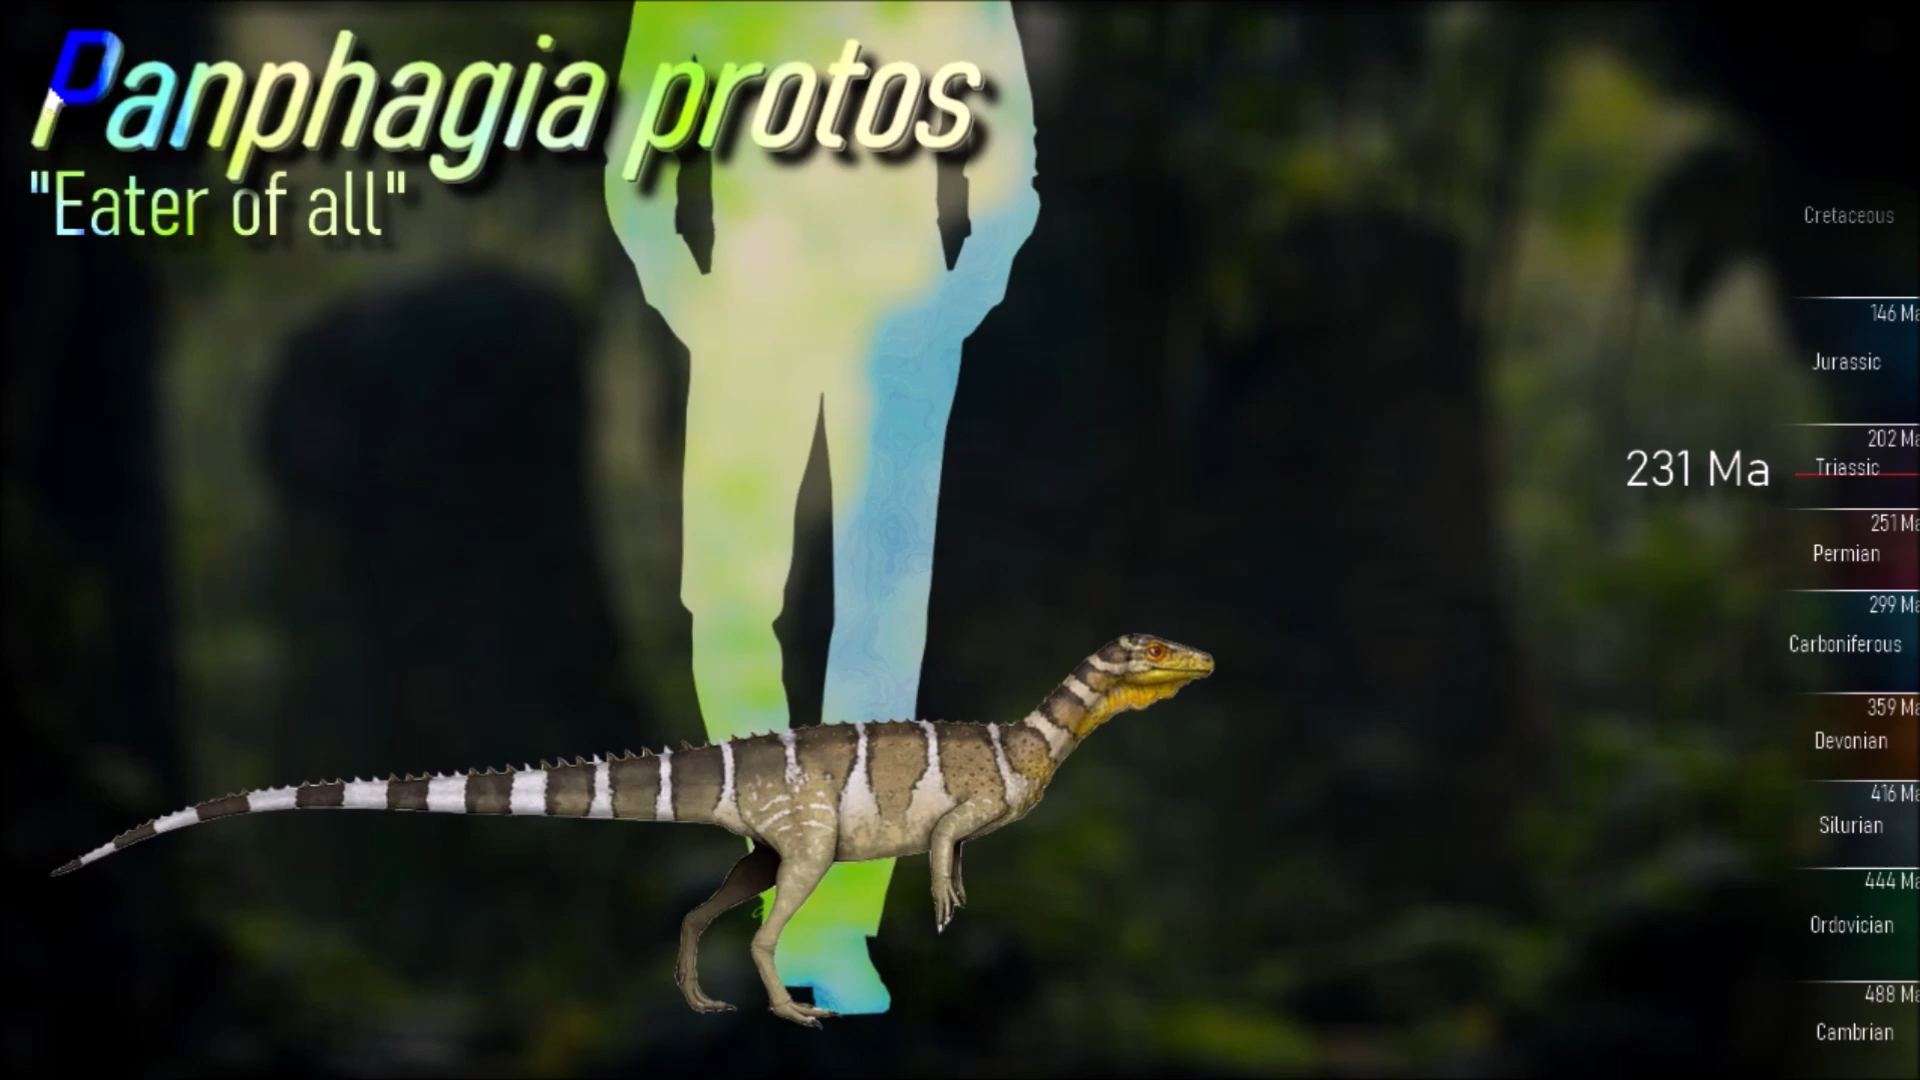 Panphagia protos
"Eater of all"
Cretaceous
146 Ma
Jurassic
202 Ma
231 Ma
Triassic
251 Ma
Permian
299 Ma
Carboniferous
359 Ma
Devonian
416 Ma
Silurian
444 Ma
Ordovician
488 Ma
Cambrian